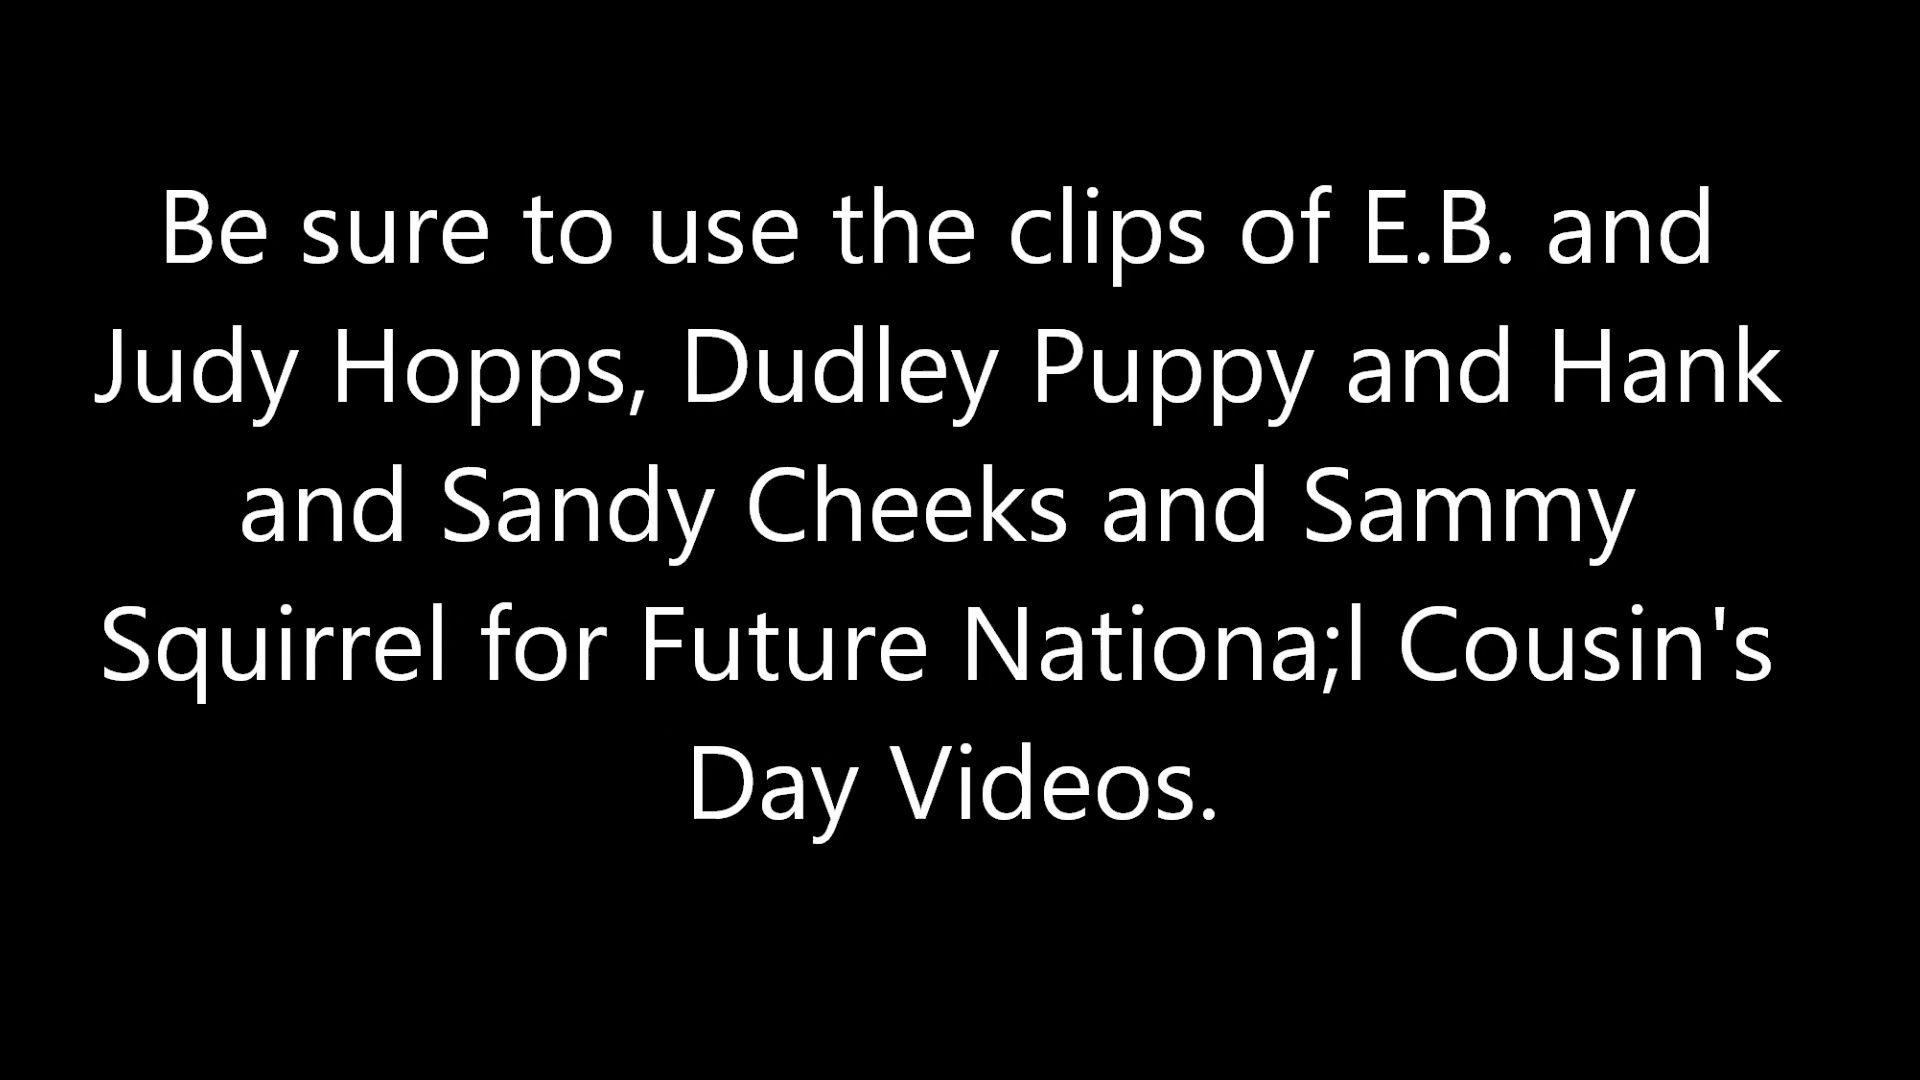 Be sure to use the clips of E.B. and
Judy Hopps, Dudley Puppy and Hank
and Sandy Cheeks and Sammy
Squirrel for Future Nationa;l Cousin's
Day Videos.